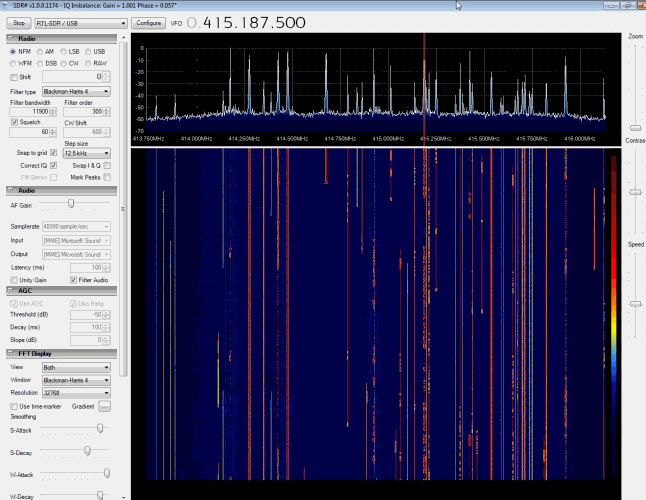 SDR# v1.0.0.1174 - IQ Imbalance: Gain = 1.001 Phase = 0.057°
Stop RTL-SDR / USB Configure VFO 0.415.187.500
Radio
NFM AM LSB USB
WFM DSB CW RAW
Shift 0
Filter type Blackman-Harris 4
Filter bandwidth Filter order
11900 300
Squelch CW Shift
60 600
Step size
Snap to grid 12.5 kHz
Correct IQ Swap I & Q
FM Stereo Mark Peaks
Audio
AF Gain
Samplerate 48000 sample/sec
Input [MME] Microsoft Sound
Output [MME] Microsoft Sound
Latency (ms) 100
Unity Gain Filter Audio
AGC
Use AGC Use Hang
Threshold (dB) -50
Decay (ms) 100
Slope (dB) 0
FFT Display
View Both
Window Blackman-Harris 4
Resolution 32768
Use time marker Gradient
Smoothing
S-Attack
S-Decay
W-Attack
W-Decay
0
-10
-20
-30
-40
-50
-60
-70
413.750MHz 414.000MHz 414.250MHz 414.500MHz 414.750MHz 415.000MHz 415.250MHz 415.500MHz 415.750MHz 416.000MHz
Zoom
Contrast
Speed